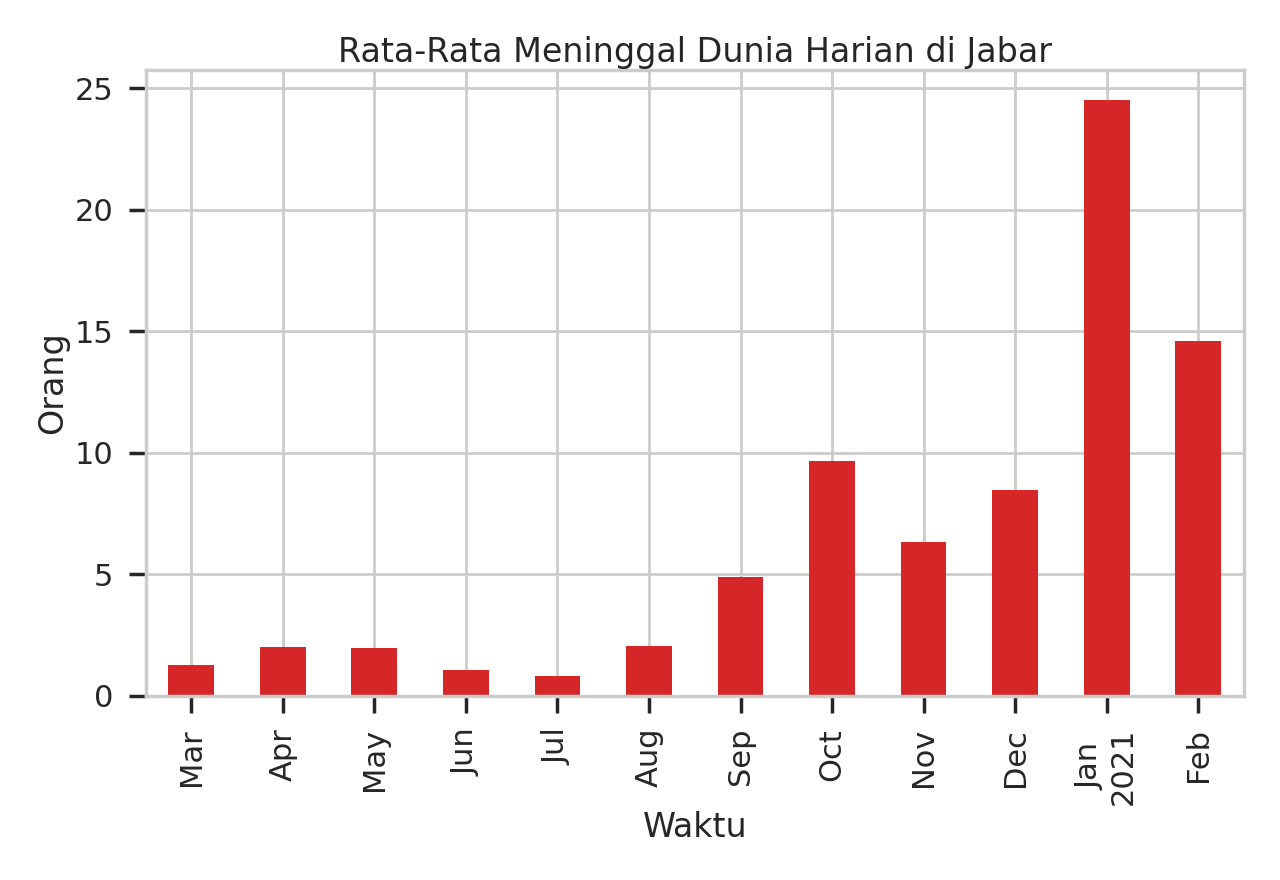 Rata-Rata Meninggal Dunia Harian di Jabar
25
20
15
10
5
0
Orang
Mar
Apr
May
Jun
Jul
Aug
Sep
Oct
Nov
Dec
Jan
2021
Feb
Waktu